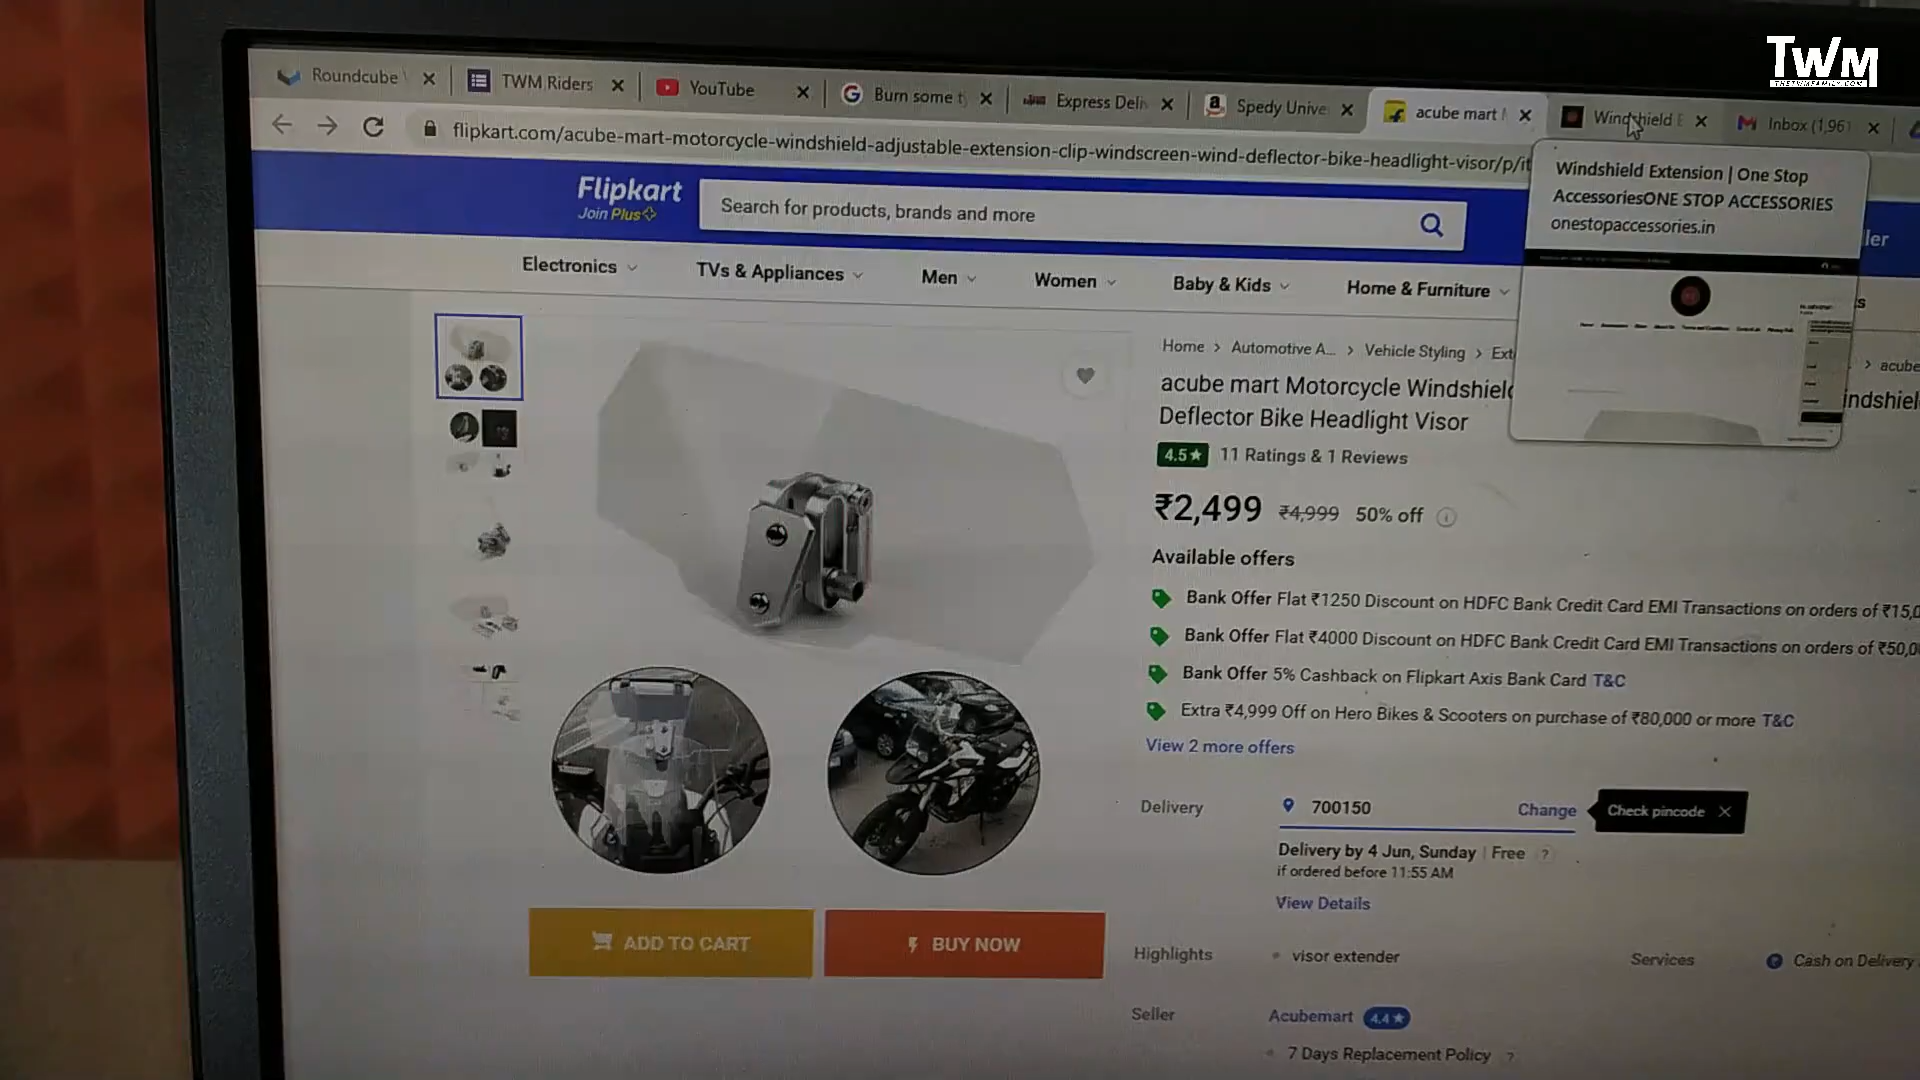 TWM
THETWMFAMILY.COM
Roundcube
TWM Riders
YouTube
Burn some t
Express Deli
Spedy Unive
acube mart
Windshield E
Inbox (1,961
flipkart.com/acube-mart-motorcycle-windshield-adjustable-extension-clip-windscreen-wind-deflector-bike-headlight-visor/p/it
Windshield Extension | One Stop
AccessoriesONE STOP ACCESSORIES
onestopaccessories.in
Flipkart
Join Plus
Search for products, brands and more
ller
Electronics
TVs & Appliances
Men
Women
Baby & Kids
Home & Furniture
Home > Automotive A... > Vehicle Styling > Ext
> acube
acube mart Motorcycle Windshield
indshiel
Deflector Bike Headlight Visor
4.5★ 11 Ratings & 1 Reviews
₹2,499 ₹4,999 50% off
Available offers
Bank Offer Flat ₹1250 Discount on HDFC Bank Credit Card EMI Transactions on orders of ₹15,0
Bank Offer Flat ₹4000 Discount on HDFC Bank Credit Card EMI Transactions on orders of ₹50,0
Bank Offer 5% Cashback on Flipkart Axis Bank Card T&C
Extra ₹4,999 Off on Hero Bikes & Scooters on purchase of ₹80,000 or more T&C
View 2 more offers
Delivery
700150
Change
Check pincode
Delivery by 4 Jun, Sunday | Free ?
if ordered before 11:55 AM
View Details
ADD TO CART
BUY NOW
Highlights
visor extender
Services
Cash on Delivery
Seller
Acubemart 4.4★
7 Days Replacement Policy ?